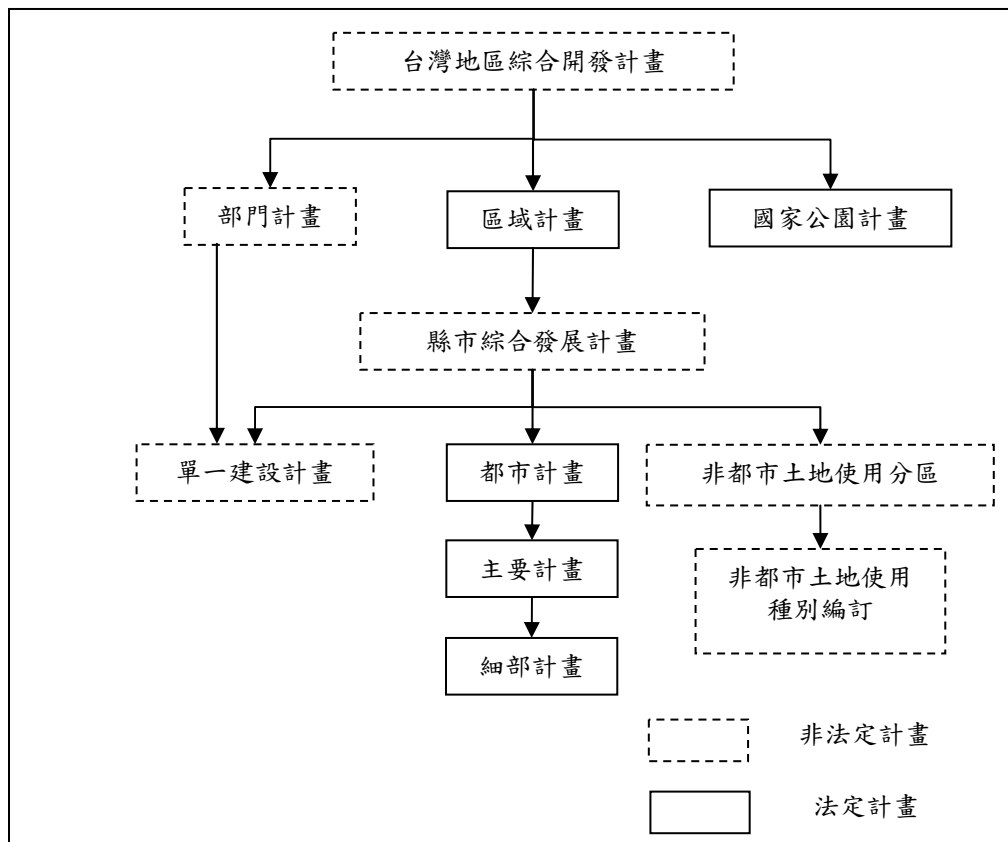 台灣地區綜合開發計畫
部門計畫
區域計畫
國家公園計畫
縣市綜合發展計畫
單一建設計畫
都市計畫
非都市土地使用分區
主要計畫
非都市土地使用
種別編訂
細部計畫
非法定計畫
法定計畫